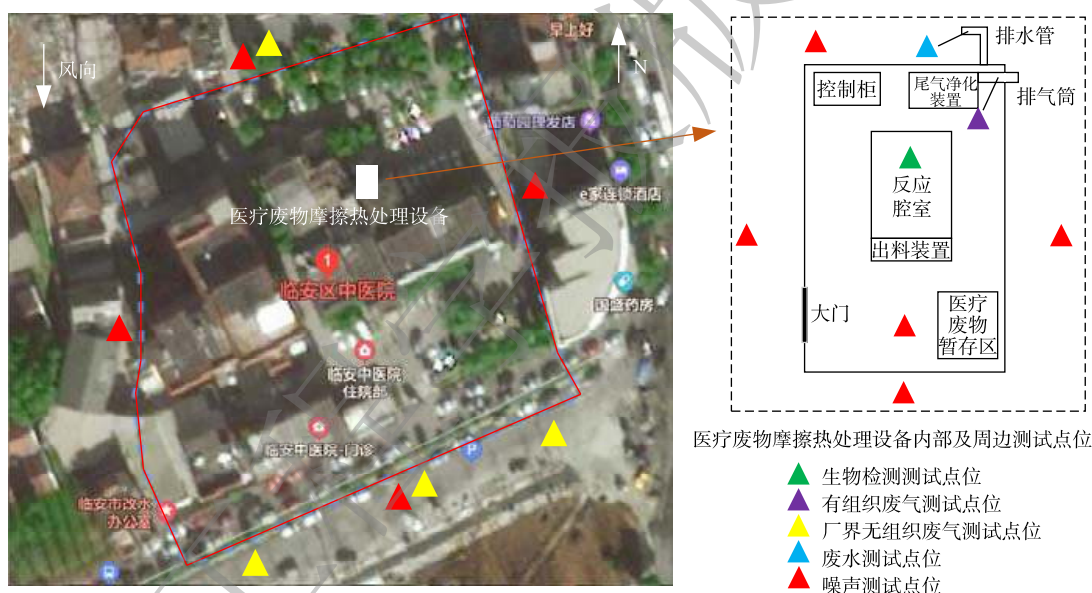 风向
早上好
N
葡萄园理发店
e家连锁酒店
医疗废物摩擦热处理设备
1
临安区中医院
国盛药房
临安中医院
住院部
临安中医院-门诊
P
临安市改水
办公室
排水管
控制柜
尾气净化
装置
排气筒
反应
腔室
出料装置
大门
医疗
废物
暂存区
医疗废物摩擦热处理设备内部及周边测试点位
生物检测测试点位
有组织废气测试点位
厂界无组织废气测试点位
废水测试点位
噪声测试点位